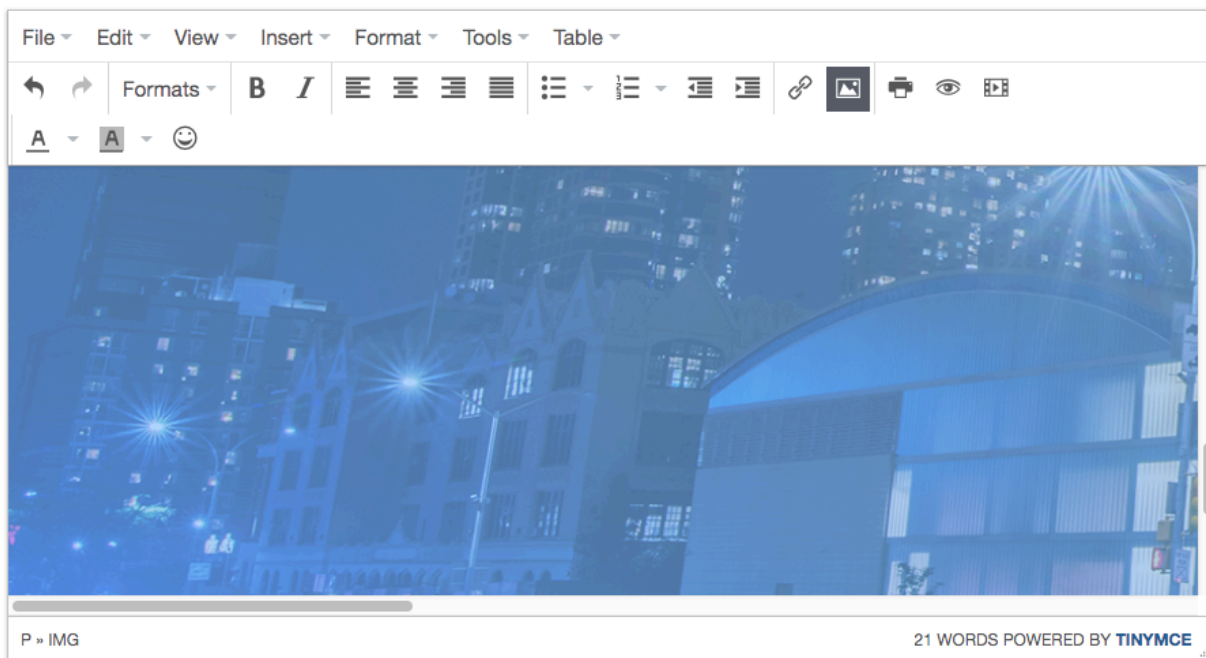 File Edit View Insert Format Tools Table
Formats B I
A A
P » IMG 21 WORDS POWERED BY TINYMCE